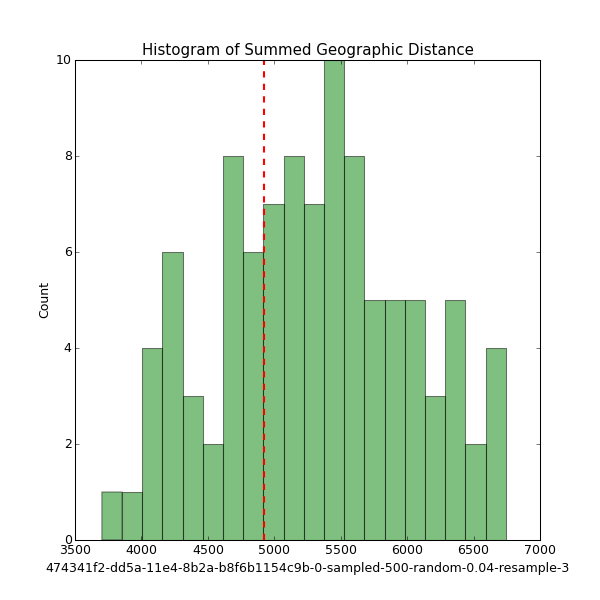 Histogram of Summed Geographic Distance
10
8
6
4
2
0
Count
3500 4000 4500 5000 5500 6000 6500 7000
474341f2-dd5a-11e4-8b2a-b8f6b1154c9b-0-sampled-500-random-0.04-resample-3